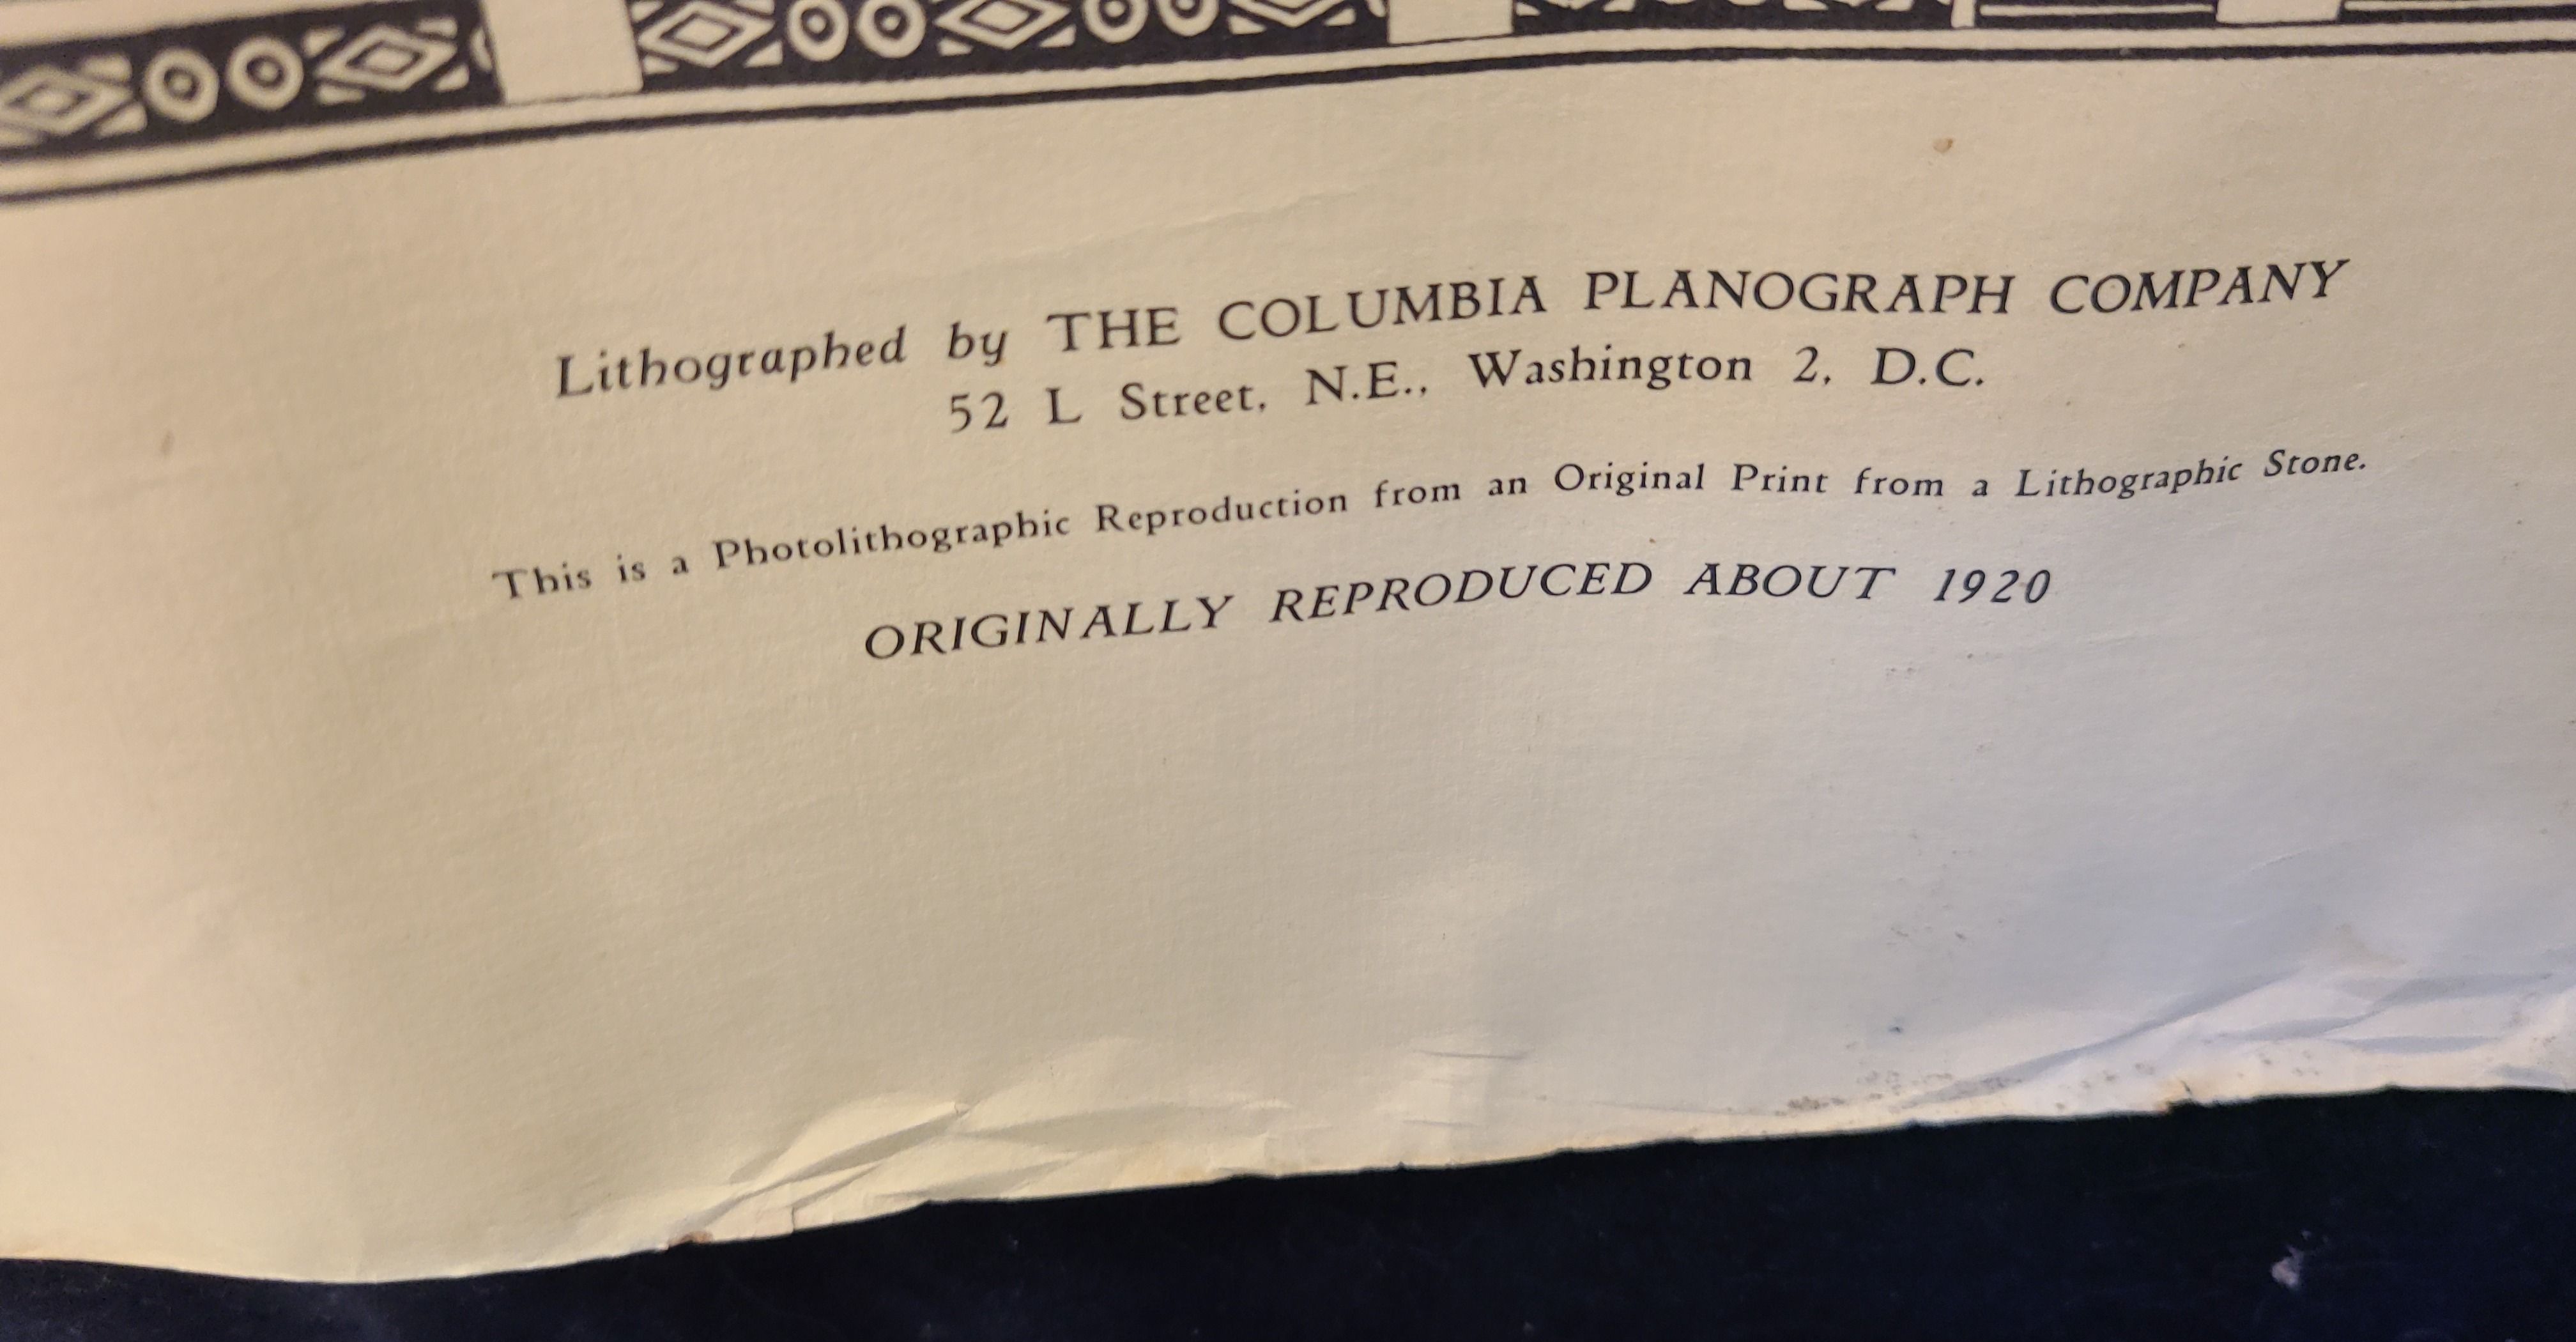 Lithographed by THE COLUMBIA PLANOGRAPH COMPANY
52 L Street, N.E., Washington 2, D.C.
This is a Photolithographic Reproduction from an Original Print from a Lithographic Stone.
ORIGINALLY REPRODUCED ABOUT 1920